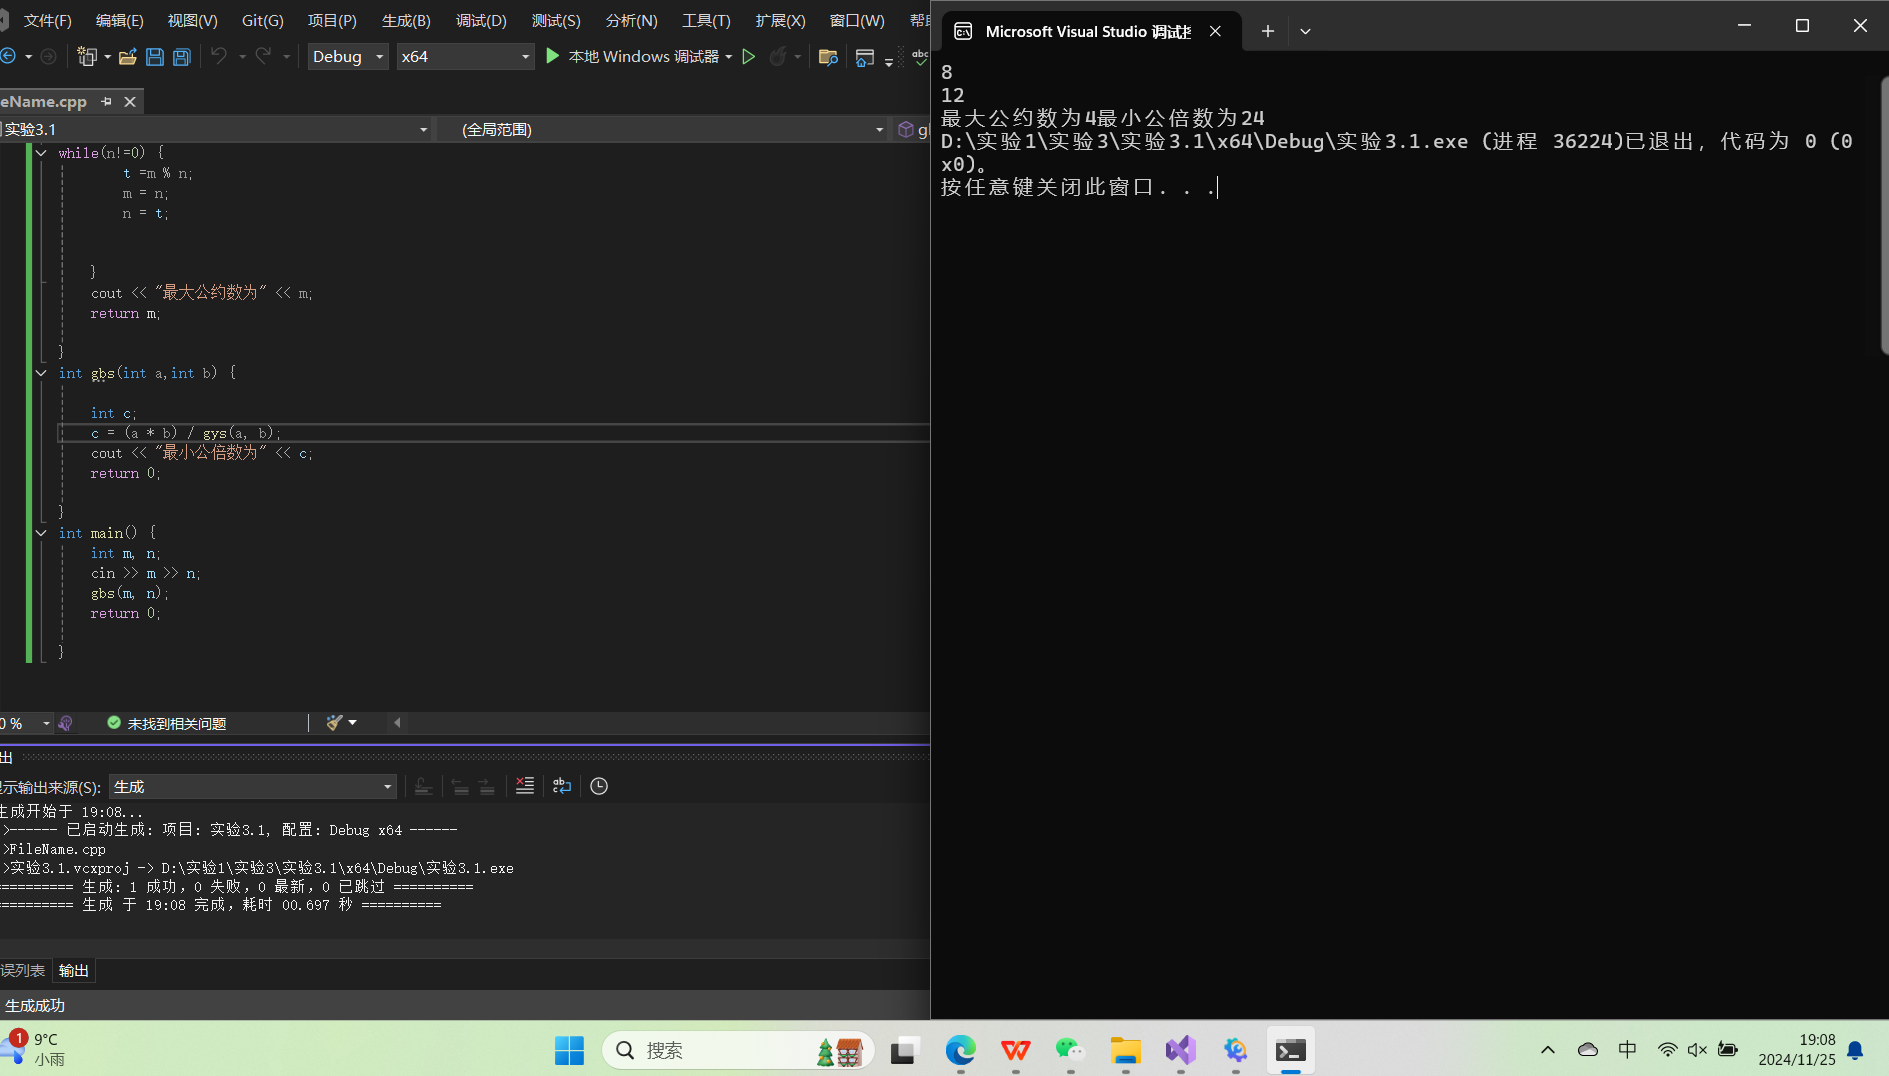 文件(F) 编辑(E) 视图(V) Git(G) 项目(P) 生成(B) 调试(D) 测试(S) 分析(N) 工具(T) 扩展(X) 窗口(W) 帮助
Debug x64 本地 Windows 调试器
eName.cpp
实验3.1 (全局范围) g
while(n!=0) {
t =m % n;
m = n;
n = t;
}
cout << "最大公约数为" << m;
return m;
}
int gbs(int a,int b) {
int c;
c = (a * b) / gys(a, b);
cout << "最小公倍数为" << c;
return 0;
}
int main() {
int m, n;
cin >> m >> n;
gbs(m, n);
return 0;
}
0 % 未找到相关问题
出
显示输出来源(S): 生成
生成开始于 19:08...
>------ 已启动生成: 项目: 实验3.1, 配置: Debug x64 ------
>FileName.cpp
>实验3.1.vcxproj -> D:\实验1\实验3\实验3.1\x64\Debug\实验3.1.exe
========== 生成: 1 成功，0 失败，0 最新，0 已跳过 ==========
========== 生成 于 19:08 完成，耗时 00.697 秒 ==========
误列表 输出
生成成功
Microsoft Visual Studio 调试控
8
12
最大公约数为4最小公倍数为24
D:\实验1\实验3\实验3.1\x64\Debug\实验3.1.exe (进程 36224)已退出，代码为 0 (0
x0)。
按任意键关闭此窗口. . .
1
9°C
小雨
搜索
中
19:08
2024/11/25